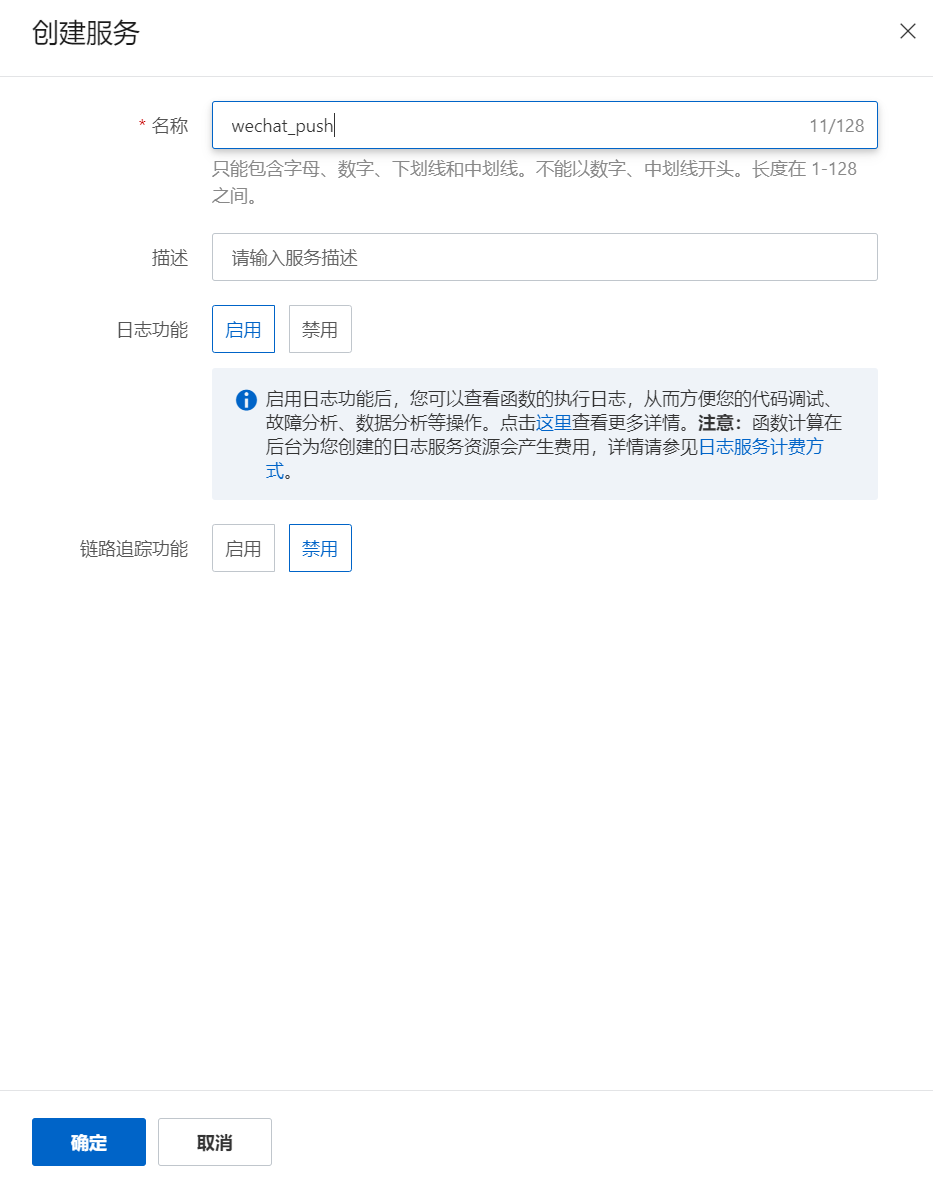 创建服务
* 名称
wechat_push
11/128
只能包含字母、数字、下划线和中划线。不能以数字、中划线开头。长度在 1-128
之间。
描述
请输入服务描述
日志功能
启用
禁用
启用日志功能后，您可以查看函数的执行日志，从而方便您的代码调试、
故障分析、数据分析等操作。点击这里查看更多详情。注意：函数计算在
后台为您创建的日志服务资源会产生费用，详情请参见日志服务计费方
式。
链路追踪功能
启用
禁用
确定
取消